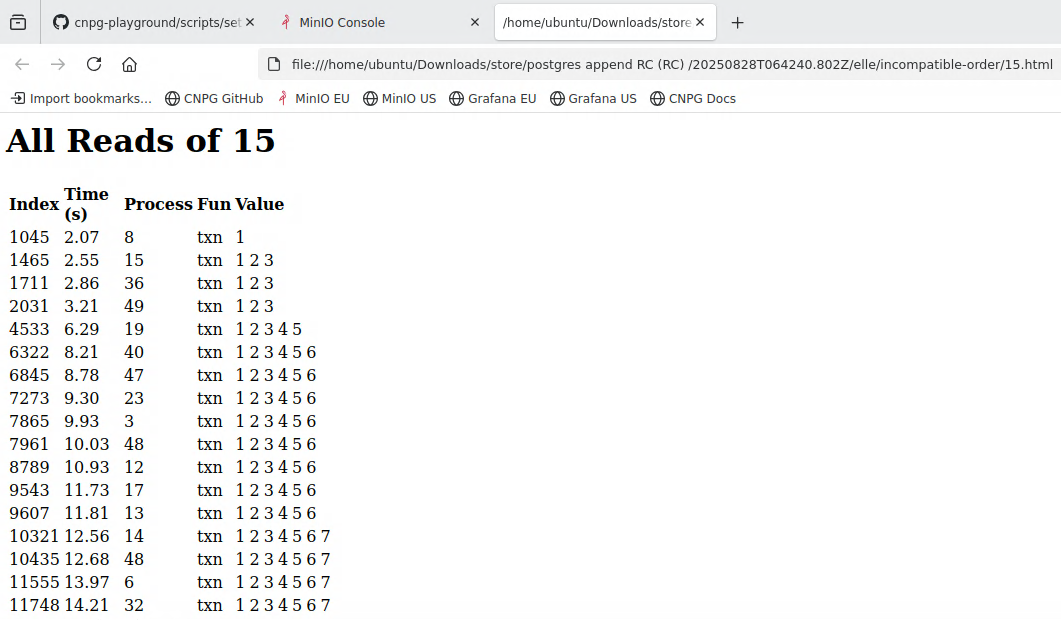 cnpg-playground/scripts/set
MinIO Console
/home/ubuntu/Downloads/store
file:///home/ubuntu/Downloads/store/postgres append RC (RC) /20250828T064240.802Z/elle/incompatible-order/15.html
Import bookmarks... CNPG GitHub MinIO EU MinIO US Grafana EU Grafana US CNPG Docs
All Reads of 15
Index Time (s) Process Fun Value
1045 2.07 8 txn 1
1465 2.55 15 txn 1 2 3
1711 2.86 36 txn 1 2 3
2031 3.21 49 txn 1 2 3
4533 6.29 19 txn 1 2 3 4 5
6322 8.21 40 txn 1 2 3 4 5 6
6845 8.78 47 txn 1 2 3 4 5 6
7273 9.30 23 txn 1 2 3 4 5 6
7865 9.93 3 txn 1 2 3 4 5 6
7961 10.03 48 txn 1 2 3 4 5 6
8789 10.93 12 txn 1 2 3 4 5 6
9543 11.73 17 txn 1 2 3 4 5 6
9607 11.81 13 txn 1 2 3 4 5 6
10321 12.56 14 txn 1 2 3 4 5 6 7
10435 12.68 48 txn 1 2 3 4 5 6 7
11555 13.97 6 txn 1 2 3 4 5 6 7
11748 14.21 32 txn 1 2 3 4 5 6 7